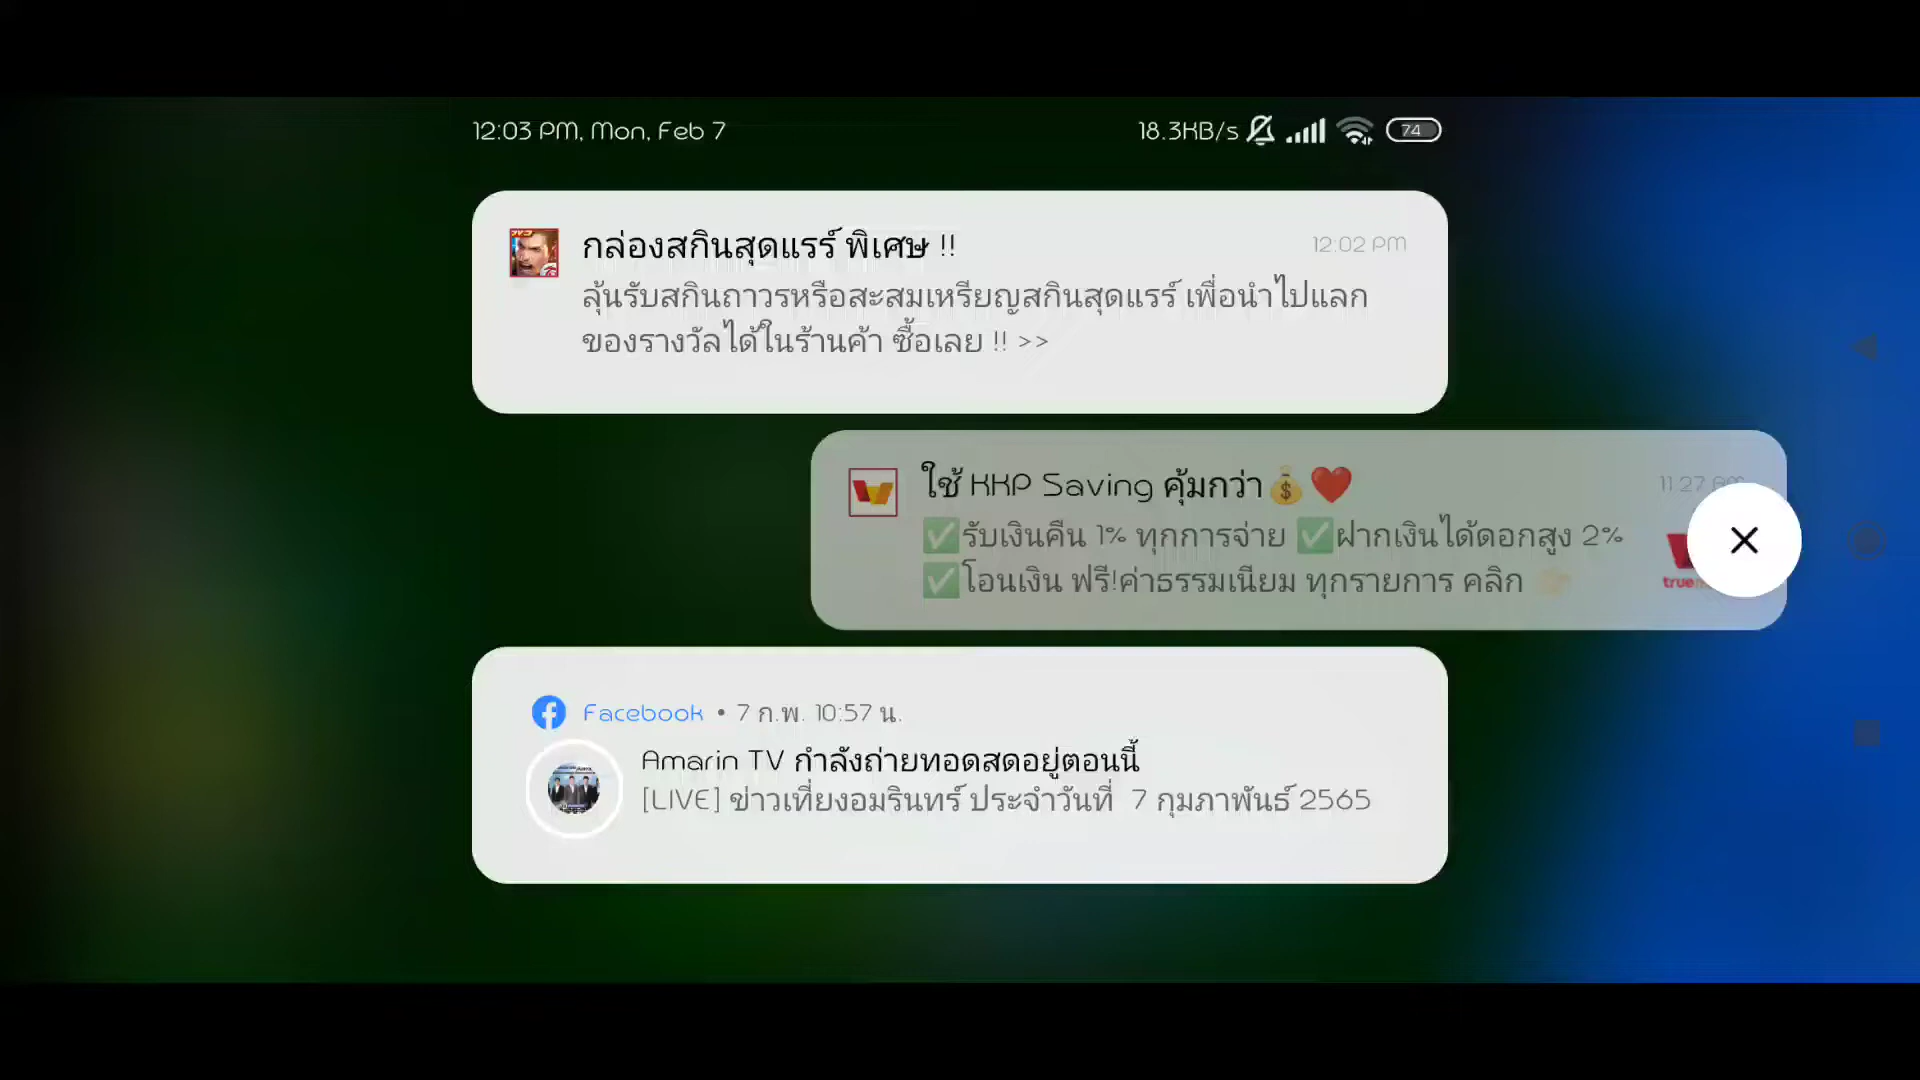 12:03 PM, Mon, Feb 7
18.3KB/s
74
กล่องสกินสุดแรร์ พิเศษ !!
12:02 PM
ลุ้นรับสกินถาวรหรือสะสมเหรียญสกินสุดแรร์ เพื่อนำไปแลก
ของรางวัลได้ในร้านค้า ซื้อเลย !! >>
ใช้ KKP Saving คุ้มกว่า💰❤️
11:27 AM
✅รับเงินคืน 1% ทุกการจ่าย ✅ฝากเงินได้ดอกสูง 2%
✅โอนเงิน ฟรี!ค่าธรรมเนียม ทุกรายการ คลิก 👉
true
Facebook • 7 ก.พ. 10:57 น.
Amarin TV กำลังถ่ายทอดสดอยู่ตอนนี้
[LIVE] ข่าวเที่ยงอมรินทร์ ประจำวันที่ 7 กุมภาพันธ์ 2565